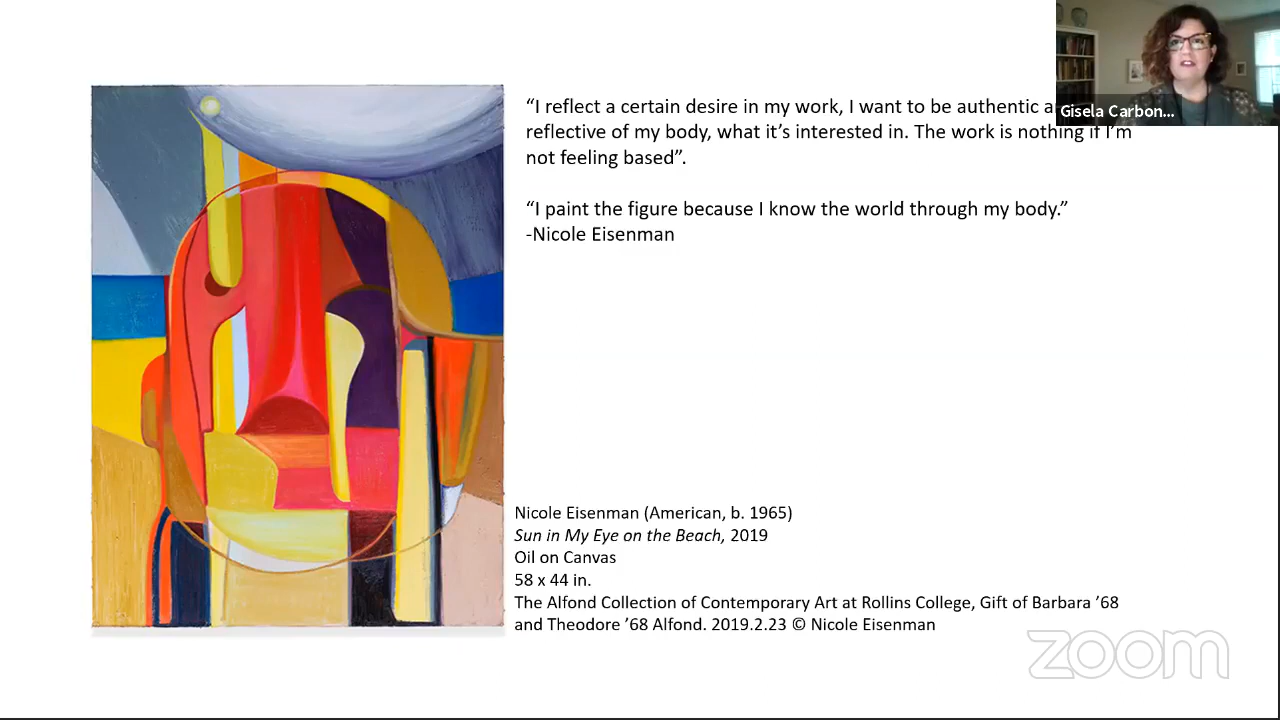 “I reflect a certain desire in my work, I want to be authentic a
Gisela Carbon...
reflective of my body, what it’s interested in. The work is nothing if I’m
not feeling based”.
“I paint the figure because I know the world through my body.”
-Nicole Eisenman
Nicole Eisenman (American, b. 1965)
Sun in My Eye on the Beach, 2019
Oil on Canvas
58 x 44 in.
The Alfond Collection of Contemporary Art at Rollins College, Gift of Barbara ’68
and Theodore ’68 Alfond. 2019.2.23 © Nicole Eisenman
zoom